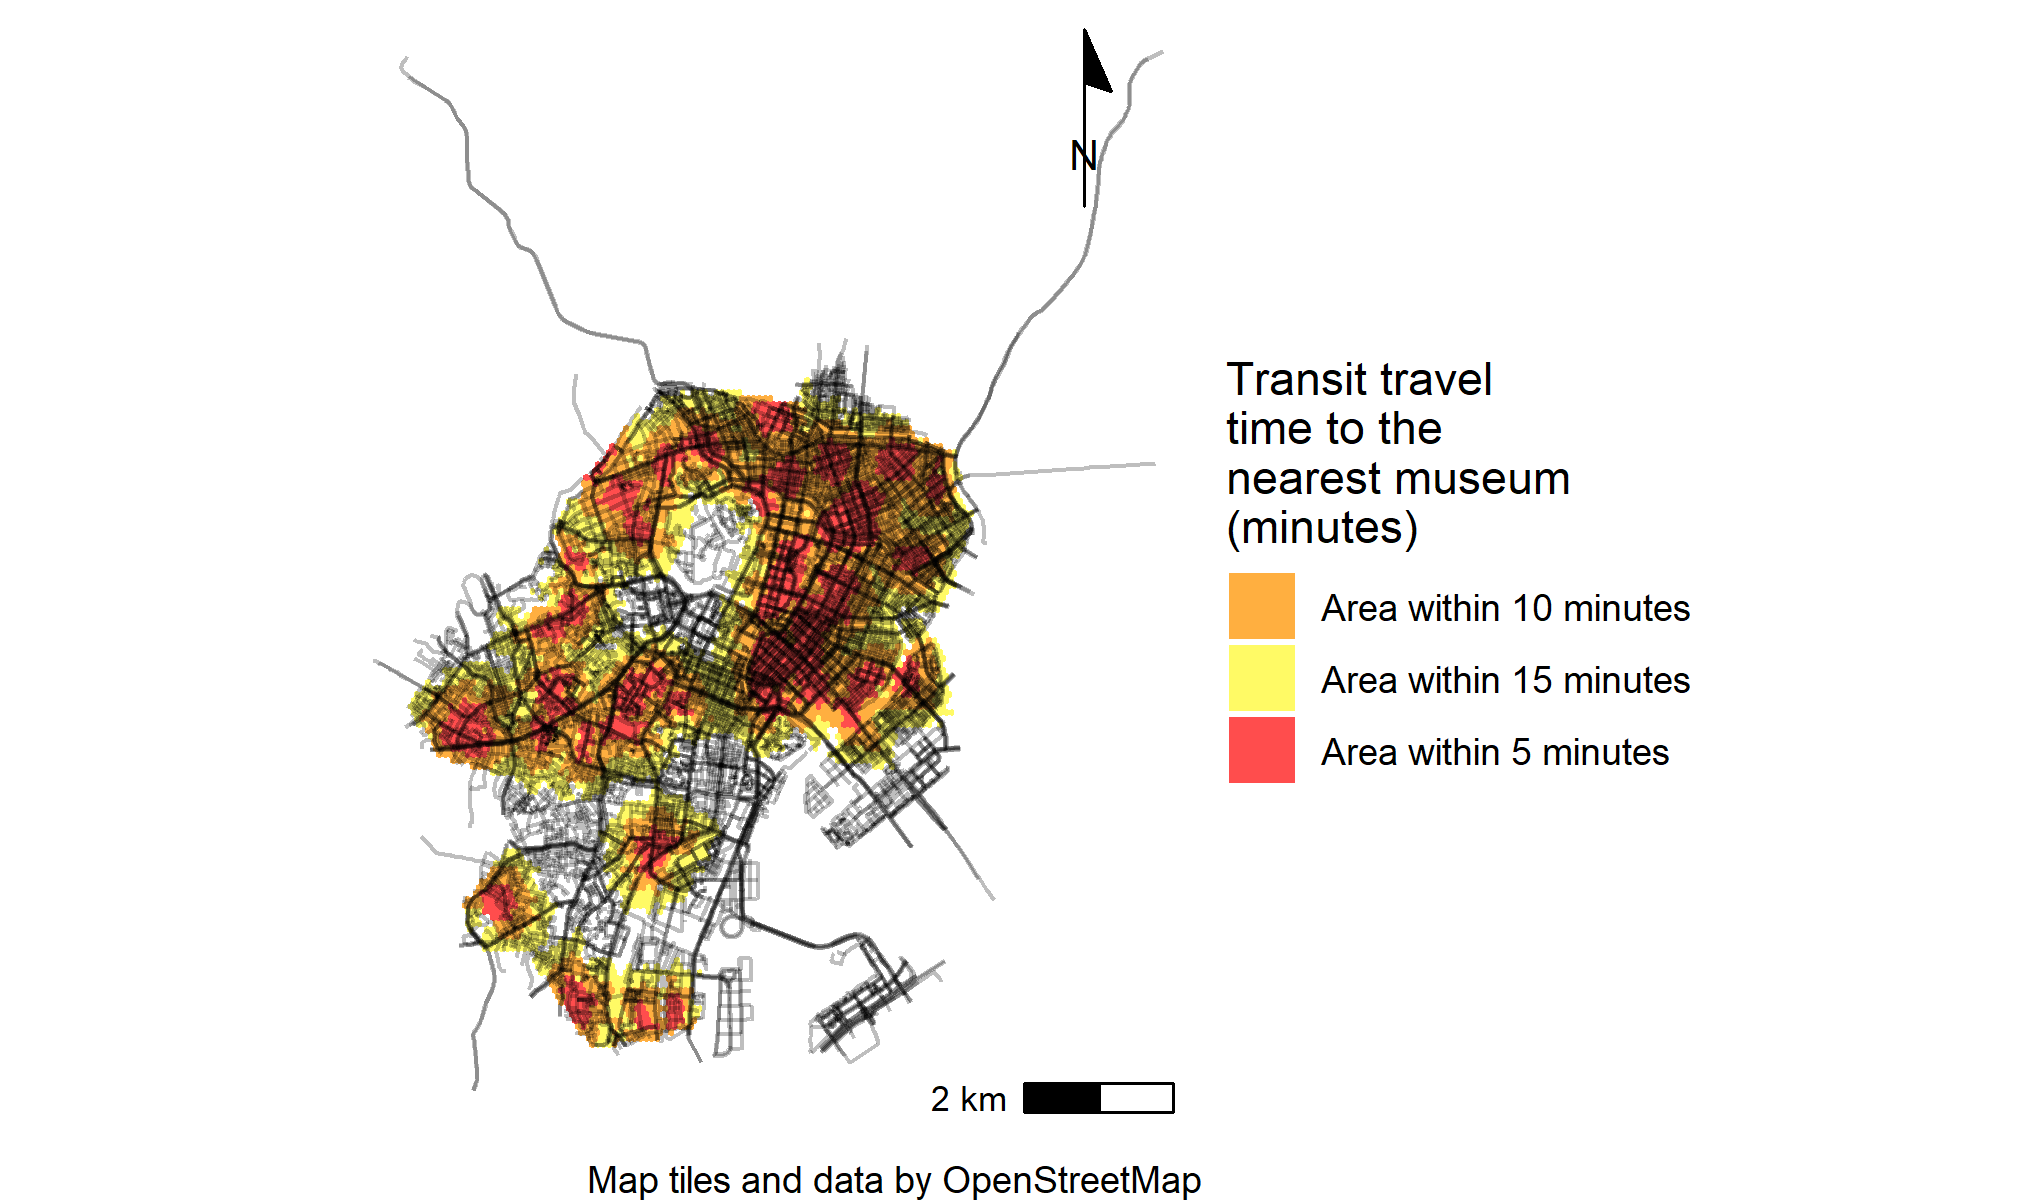 N
Transit travel
time to the
nearest museum
(minutes)
Area within 10 minutes
Area within 15 minutes
Area within 5 minutes
2 km
Map tiles and data by OpenStreetMap